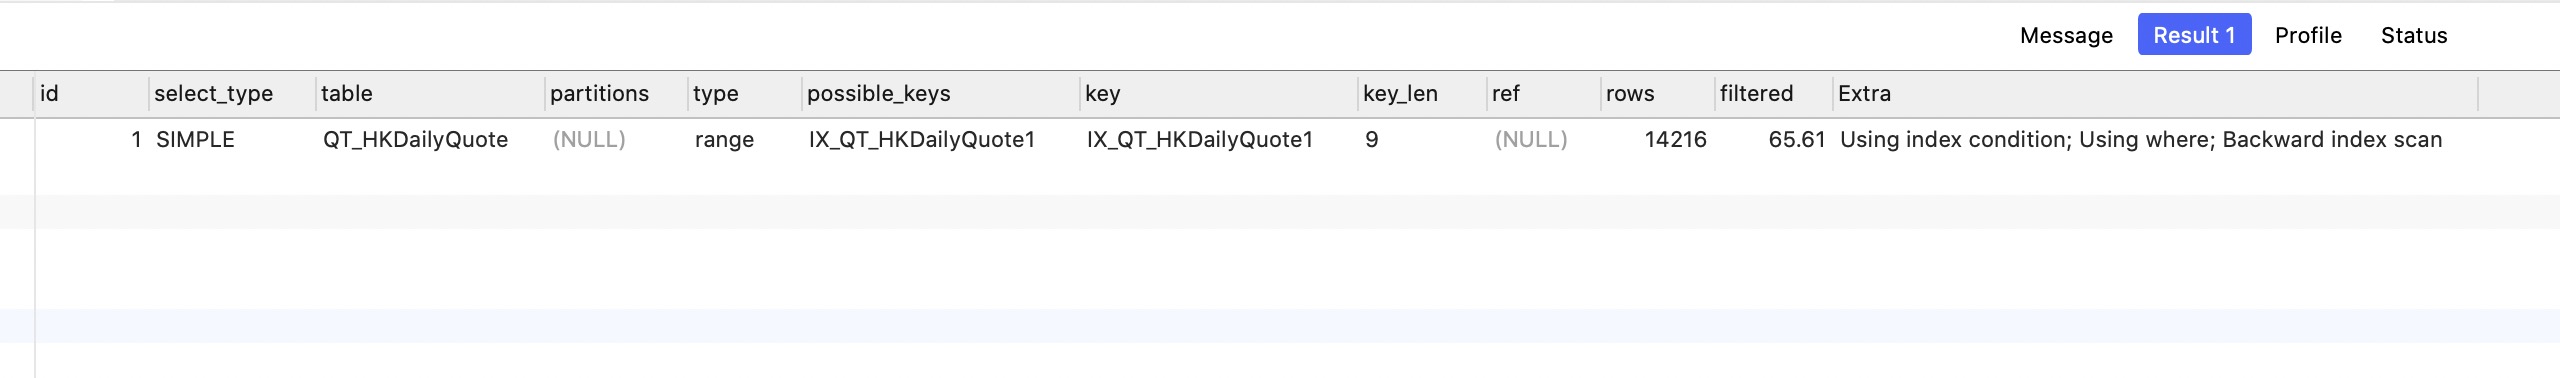 Message Result 1 Profile Status
id select_type table partitions type possible_keys key key_len ref rows filtered Extra
1 SIMPLE QT_HKDailyQuote (NULL) range IX_QT_HKDailyQuote1 IX_QT_HKDailyQuote1 9 (NULL) 14216 65.61 Using index condition; Using where; Backward index scan